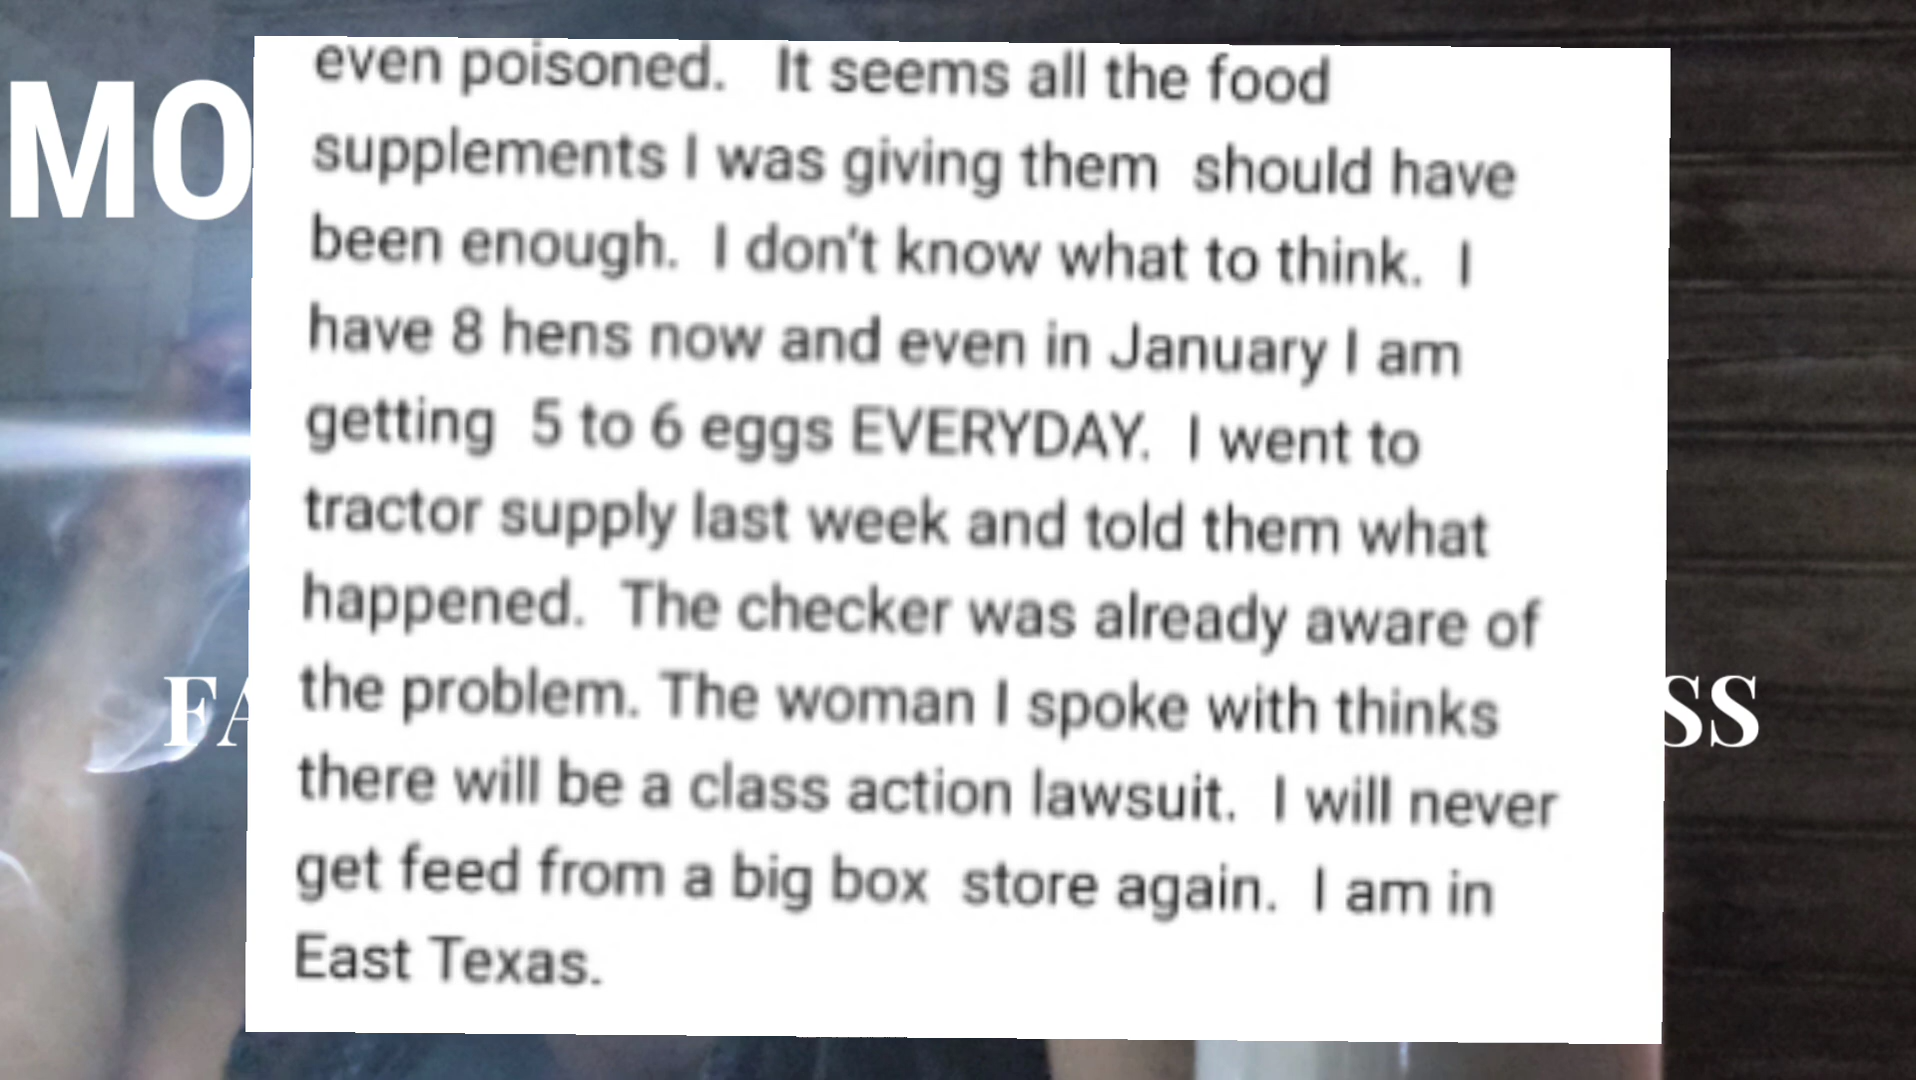 MO
even poisoned. It seems all the food
supplements I was giving them should have
been enough. I don't know what to think. I
have 8 hens now and even in January I am
getting 5 to 6 eggs EVERYDAY. I went to
tractor supply last week and told them what
happened. The checker was already aware of
the problem. The woman I spoke with thinks
there will be a class action lawsuit. I will never
get feed from a big box store again. I am in
East Texas.
FA
SS